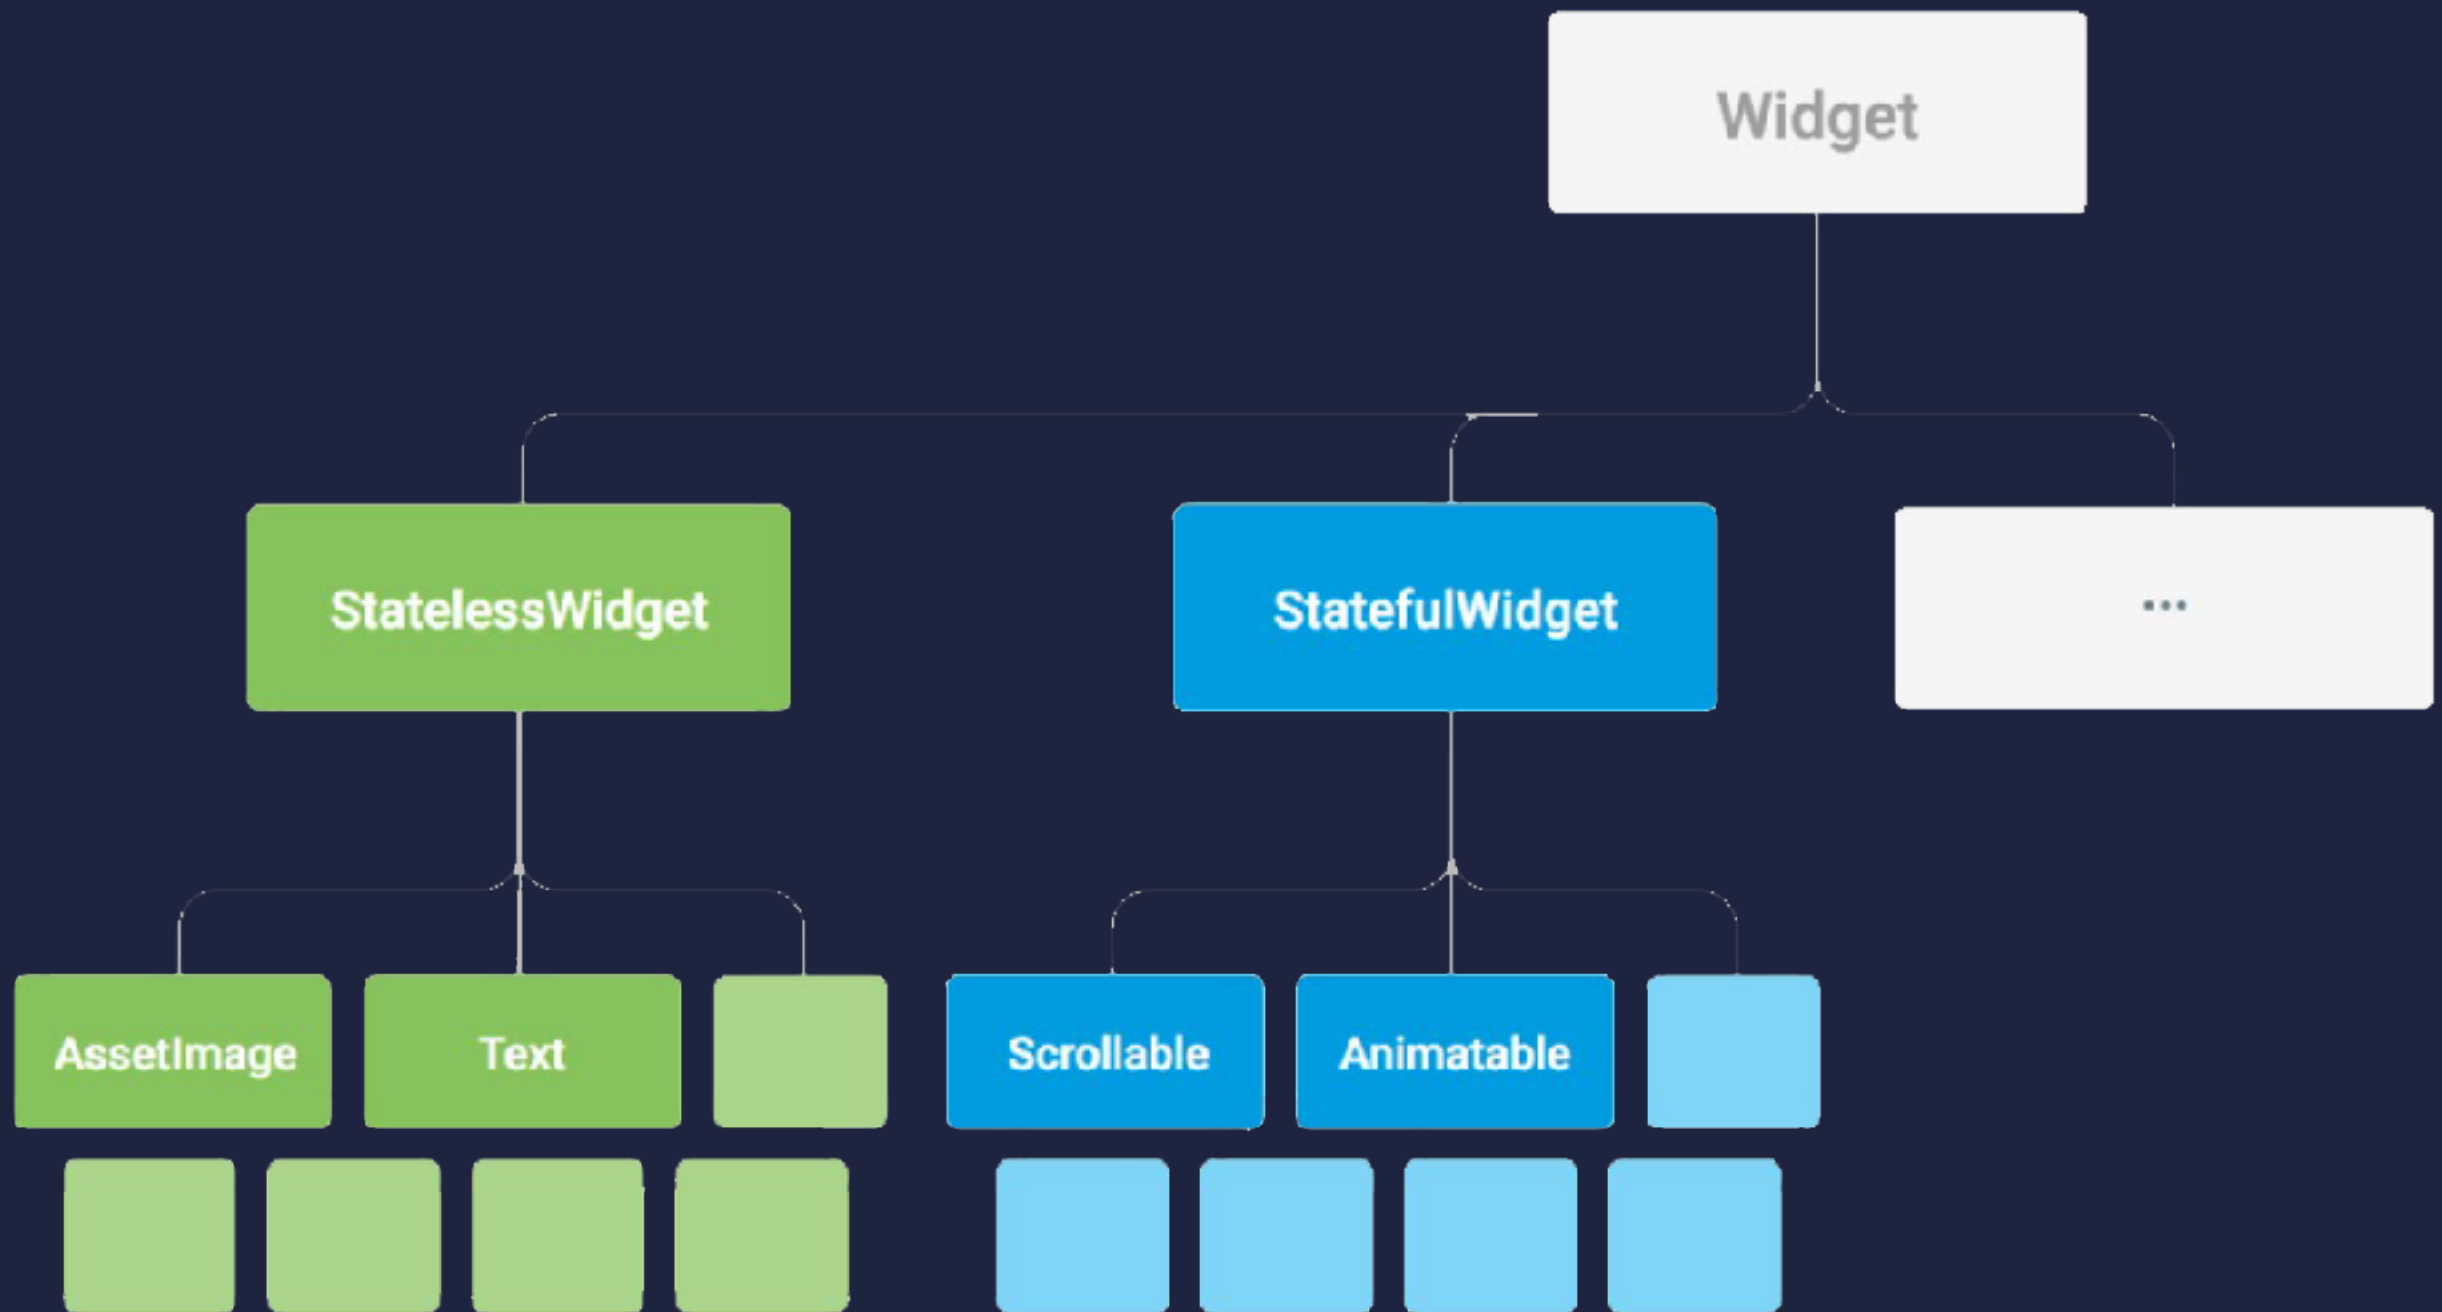 Widget
StatelessWidget
StatefulWidget
...
AssetImage
Text
Scrollable
Animatable